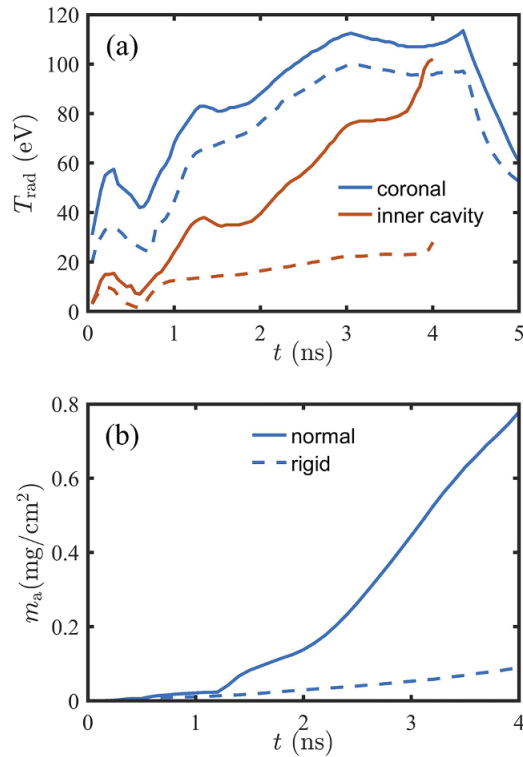 (a)
120
100
80
60
40
20
0
T_rad (eV)
coronal
inner cavity
0 1 2 3 4 5
t (ns)
(b)
0.8
0.6
0.4
0.2
0
m_a(mg/cm²)
normal
rigid
0 1 2 3 4
t (ns)